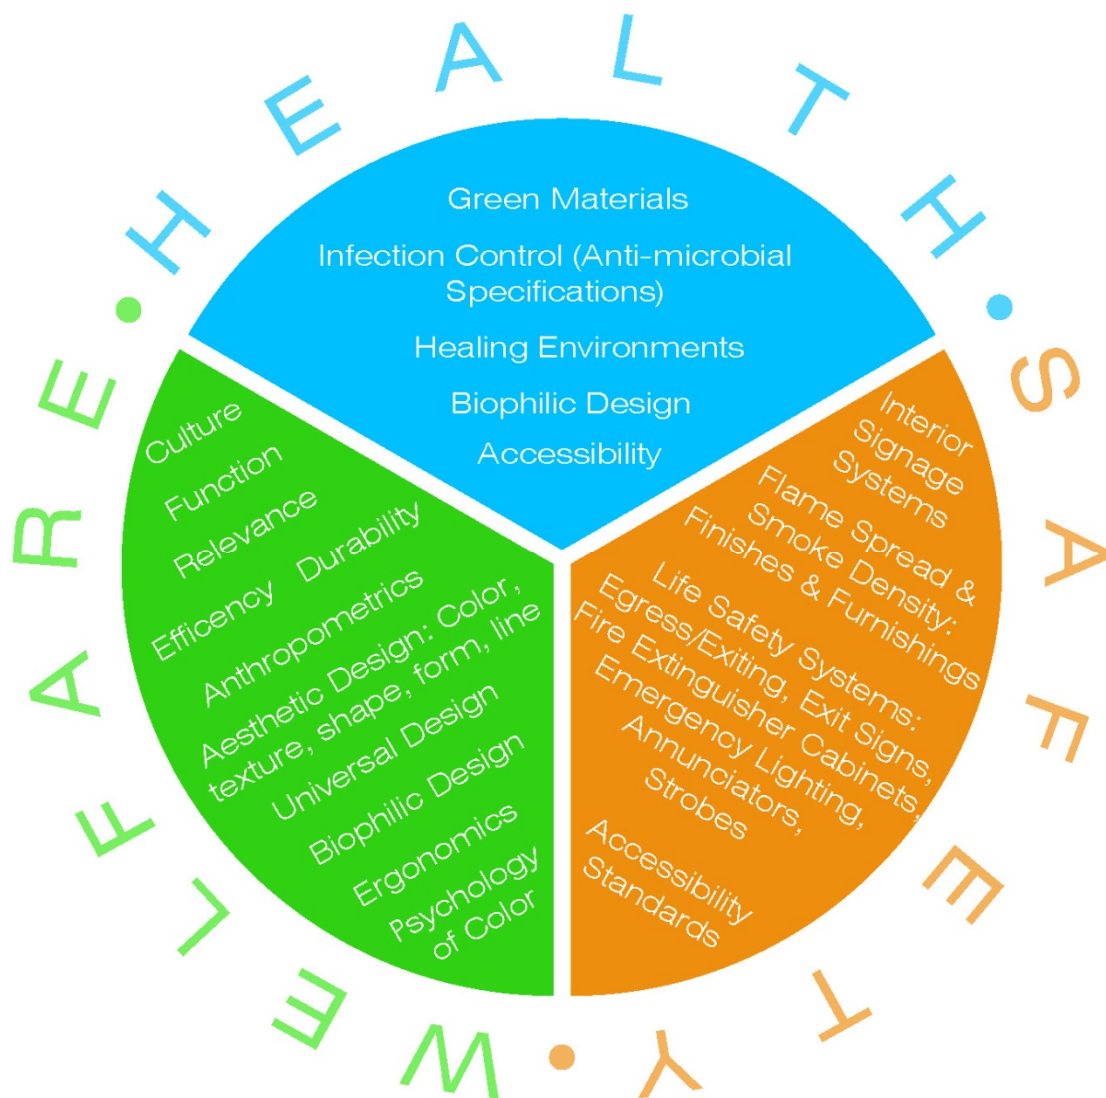 HEALTH
Green Materials
Infection Control (Anti-microbial
Specifications)
Healing Environments
Biophilic Design
Accessibility
SAFETY
Interior
Signage
Systems
Flame Spread &
Smoke Density:
Finishes & Furnishings
Life Safety Systems:
Egress/Exiting, Exit Signs,
Fire Extinguisher Cabinets,
Emergency Lighting,
Annunciators,
Strobes
Accessibility
Standards
WELFARE
Culture
Function
Relevance
Efficency Durability
Anthropometrics
Aesthetic Design: Color,
texture, shape, form, line
Universal Design
Biophilic Design
Ergonomics
Psychology
of Color